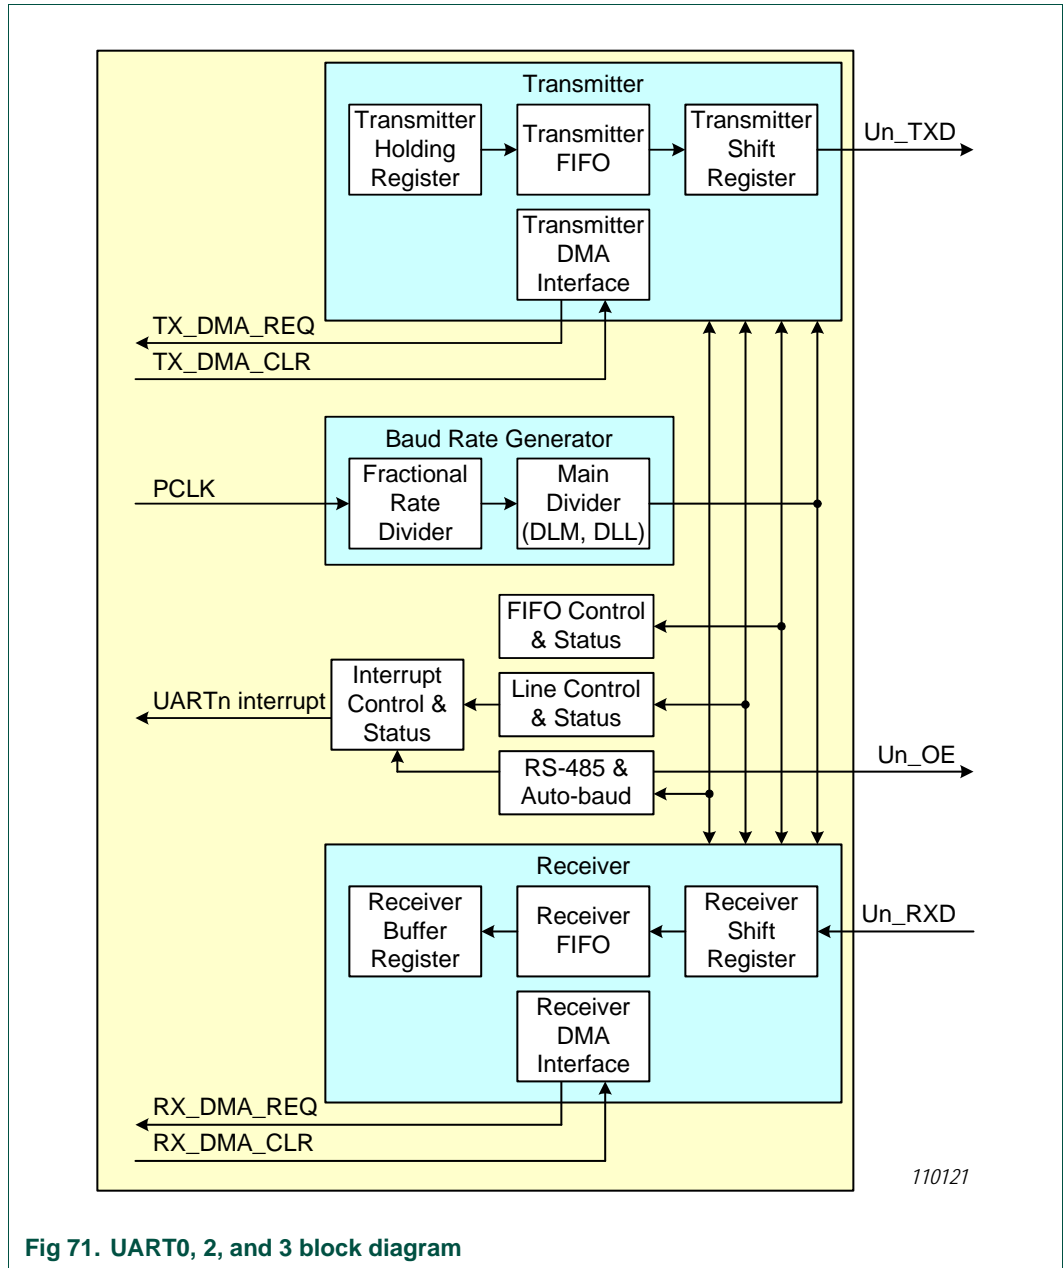 Transmitter
Transmitter
Holding
Register
Transmitter
FIFO
Transmitter
Shift
Register
Un_TXD
Transmitter
DMA
Interface
TX_DMA_REQ
TX_DMA_CLR
Baud Rate Generator
PCLK
Fractional
Rate
Divider
Main
Divider
(DLM, DLL)
FIFO Control
& Status
UARTn interrupt
Interrupt
Control &
Status
Line Control
& Status
RS-485 &
Auto-baud
Un_OE
Receiver
Receiver
Buffer
Register
Receiver
FIFO
Receiver
Shift
Register
Un_RXD
Receiver
DMA
Interface
RX_DMA_REQ
RX_DMA_CLR
110121
Fig 71. UART0, 2, and 3 block diagram